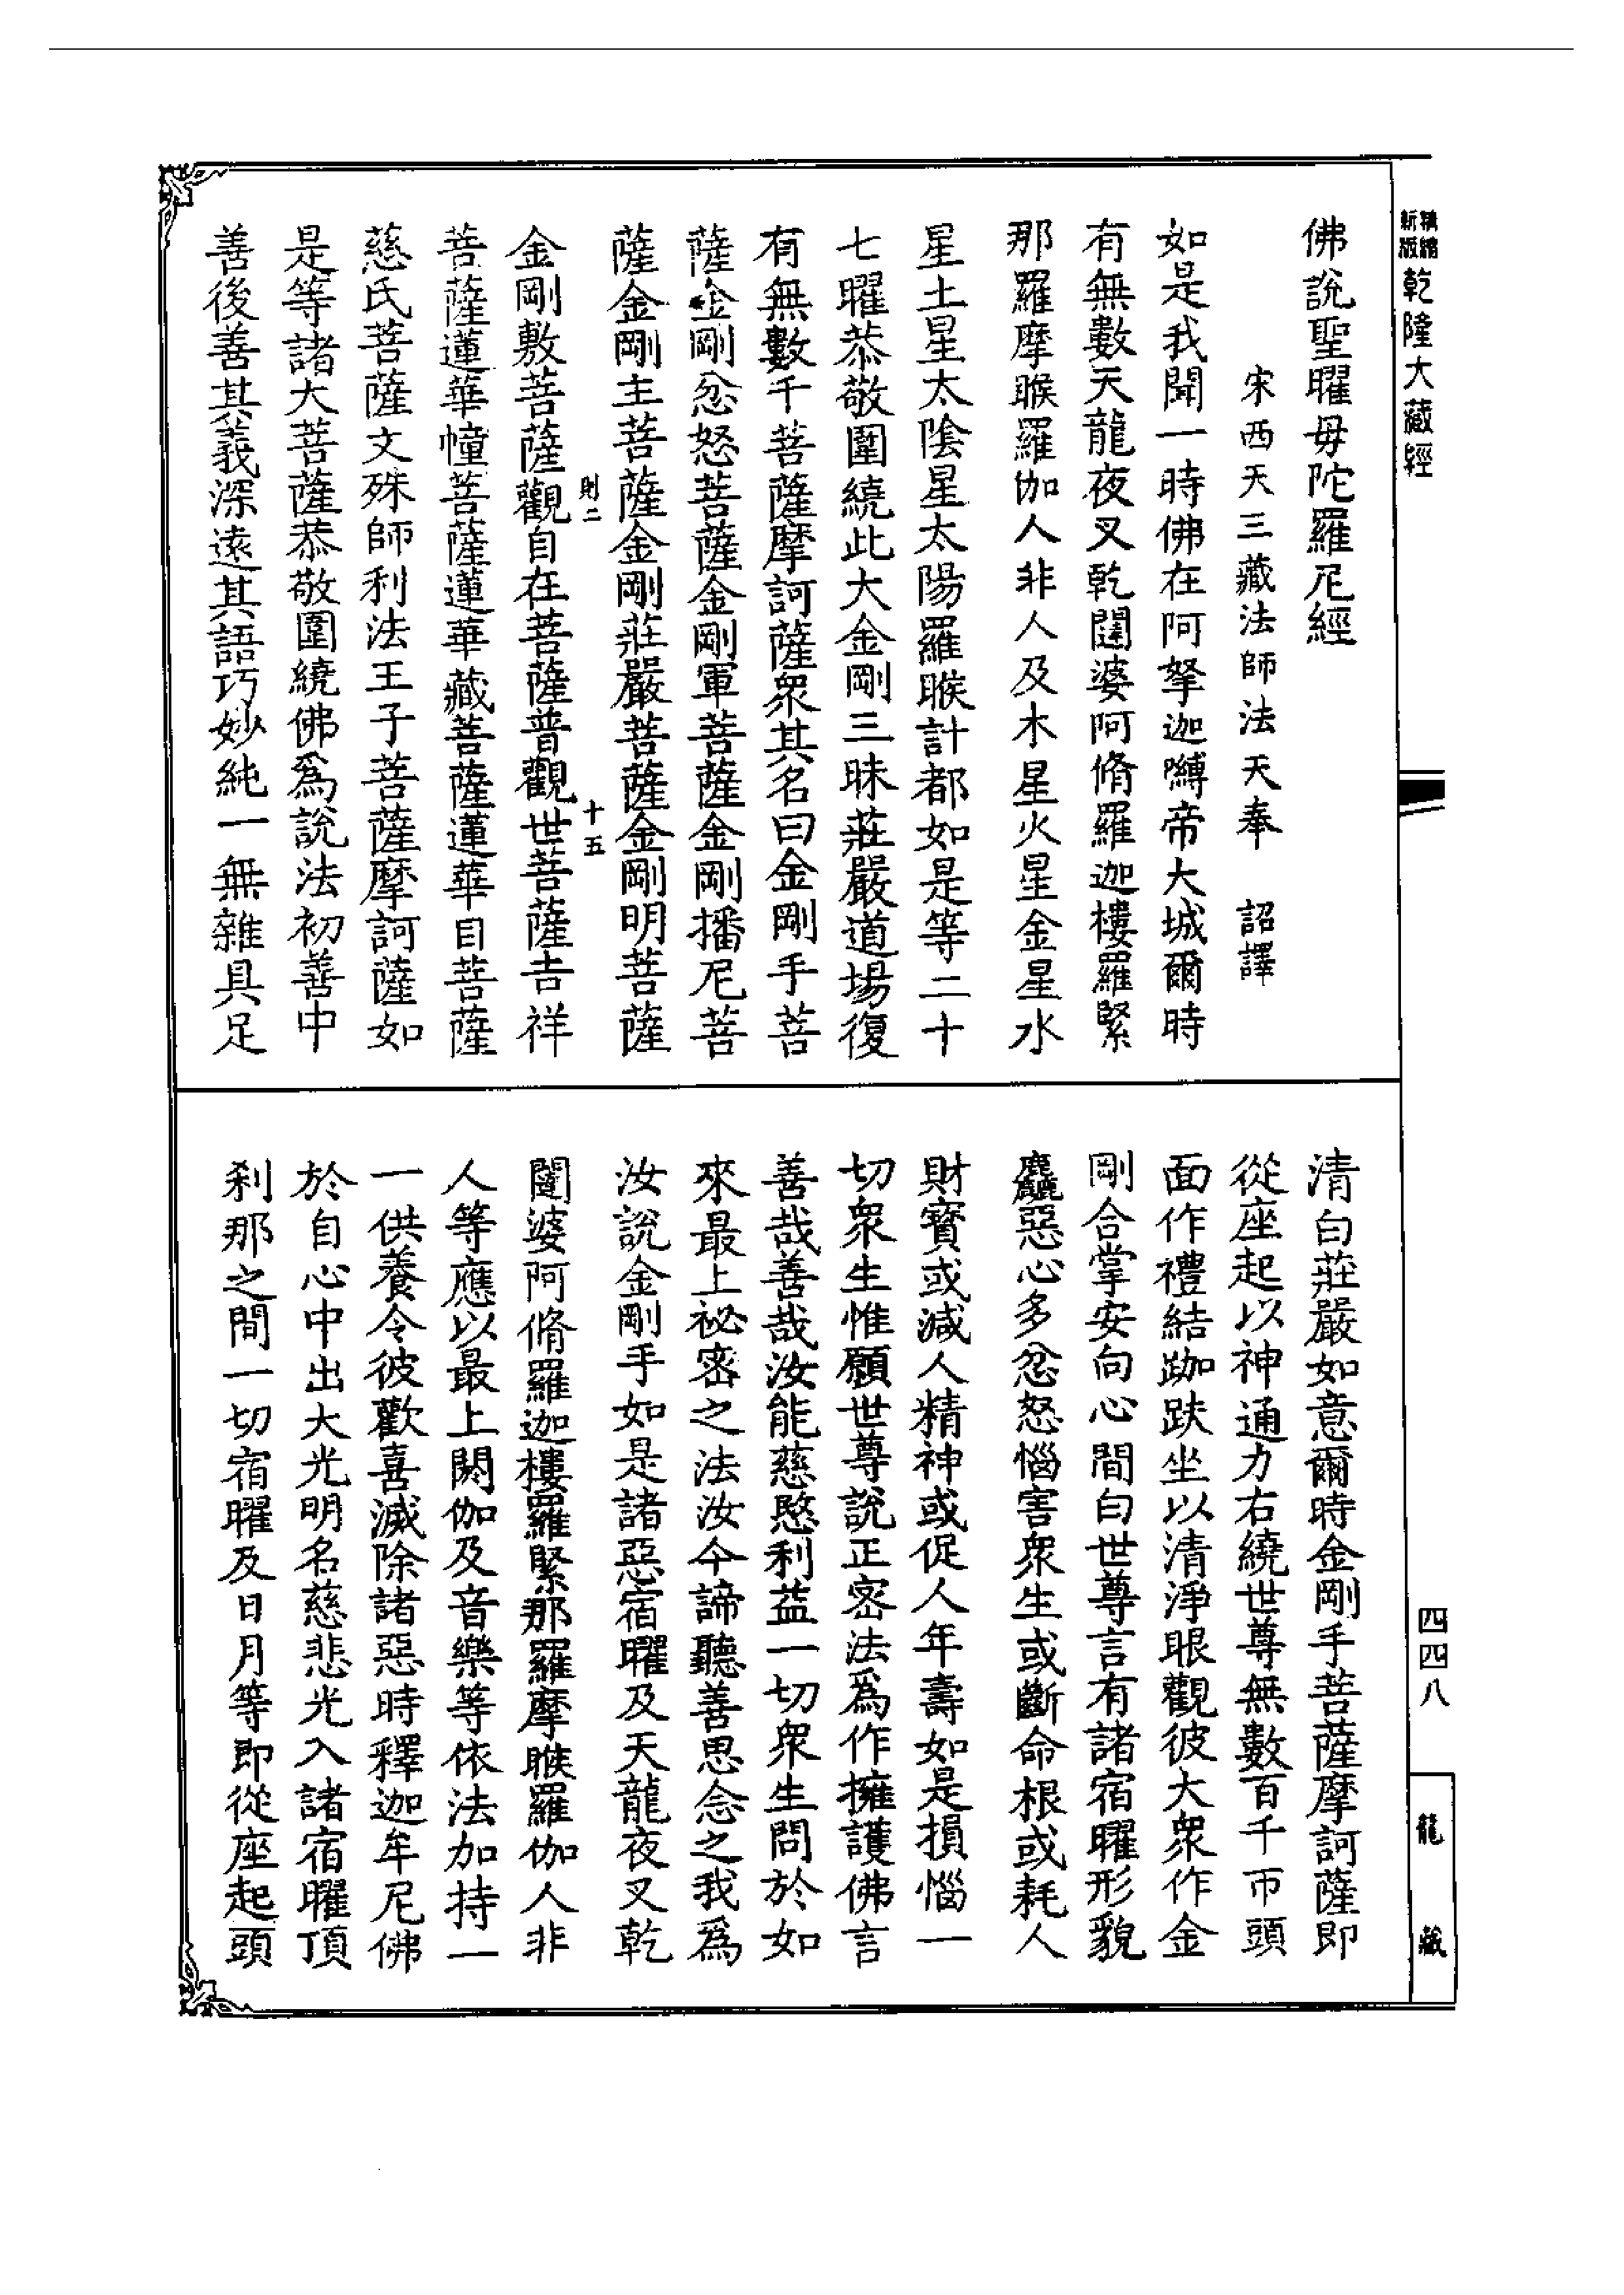 精縮新版乾隆大藏經
佛說聖曜毋陀羅尼經
宋西天三藏法師法天奉　詔譯
如是我聞一時佛在阿拏迦嚩帝大城爾時
有無數天龍夜叉乾闥婆阿脩羅迦樓羅緊
那羅摩睺羅伽人非人及木星火星金星水
星土星太陰星太陽羅睺計都如是等二十
七曜恭敬圍繞此大金剛三昧莊嚴道場復
有無數千菩薩摩訶薩眾其名曰金剛手菩
薩金剛忿怒菩薩金剛軍菩薩金剛播尼菩
薩金剛主菩薩金剛莊嚴菩薩金剛明菩薩
則二　十五
金剛敷菩薩觀自在菩薩普觀世菩薩吉祥
菩薩蓮華幢菩薩蓮華藏菩薩蓮華目菩薩
慈氏菩薩文殊師利法王子菩薩摩訶薩如
是等諸大菩薩恭敬圍繞佛為說法初善中
善後善其義深遠其語巧妙純一無雜具足
清白莊嚴如意爾時金剛手菩薩摩訶薩即
從座起以神通力右繞世尊無數百千帀頭
面作禮結跏趺坐以清淨眼觀彼大眾作金
剛合掌安向心間白世尊言有諸宿曜形貌
麤惡心多忿怒惱害眾生或斷命根或耗人
財寶或減人精神或促人年壽如是損惱一
切眾生惟願世尊說正密法為作擁護佛言
善哉善哉汝能慈愍利益一切眾生問於如
來最上祕密之法汝今諦聽善思念之我為
汝說金剛手如是諸惡宿曜及天龍夜叉乾
闥婆阿脩羅迦樓羅緊那羅摩睺羅伽人非
人等應以最上閼伽及音樂等依法加持一
一供養令彼歡喜滅除諸惡時釋迦牟尼佛
於自心中出大光明名慈悲光入諸宿曜頂
剎那之間一切宿曜及日月等即從座起頭
四四八
龍藏